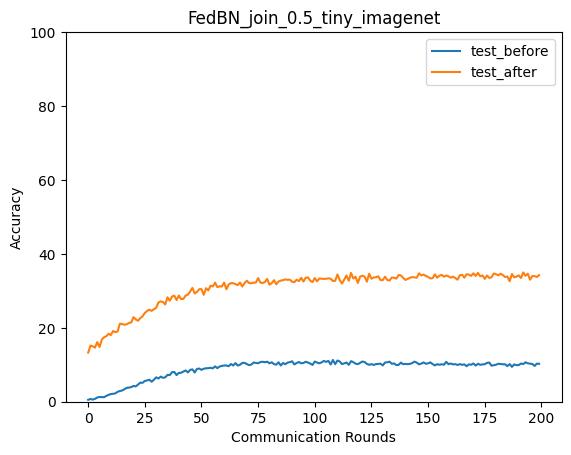 FedBN_join_0.5_tiny_imagenet
test_before
test_after
Accuracy
100
80
60
40
20
0
0 25 50 75 100 125 150 175 200
Communication Rounds